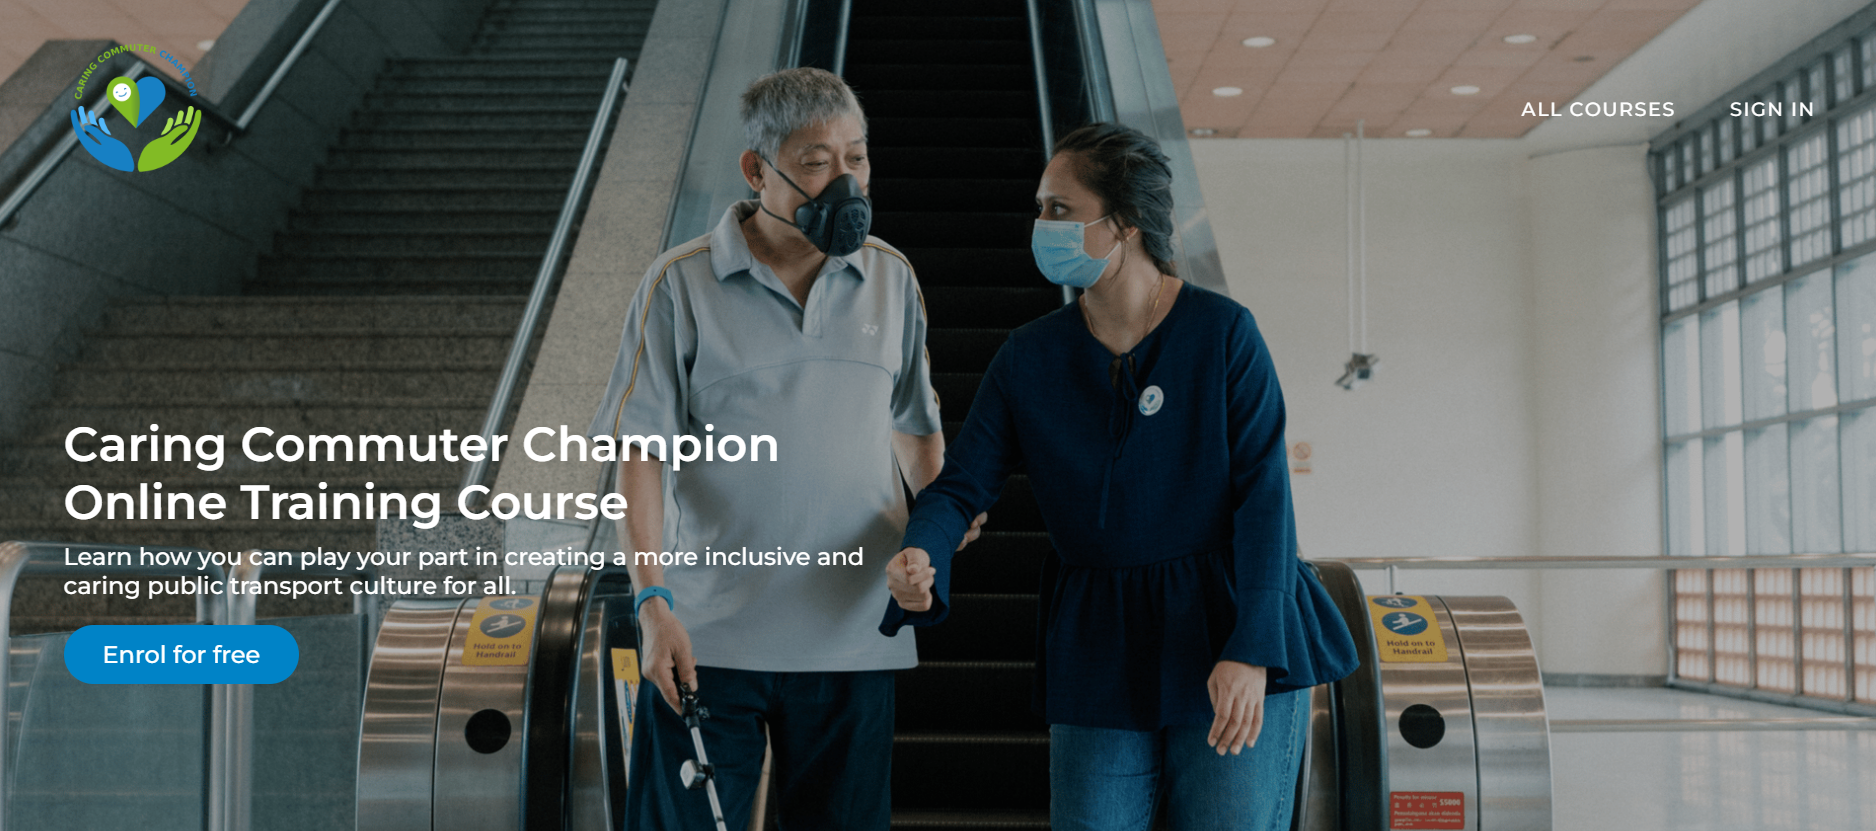 CARING COMMUTER CHAMPION
ALL COURSES
SIGN IN
Caring Commuter Champion
Online Training Course
Learn how you can play your part in creating a more inclusive and
caring public transport culture for all.
Enrol for free
Hold on to
Handrail
Hold on to
Handrail
$5000